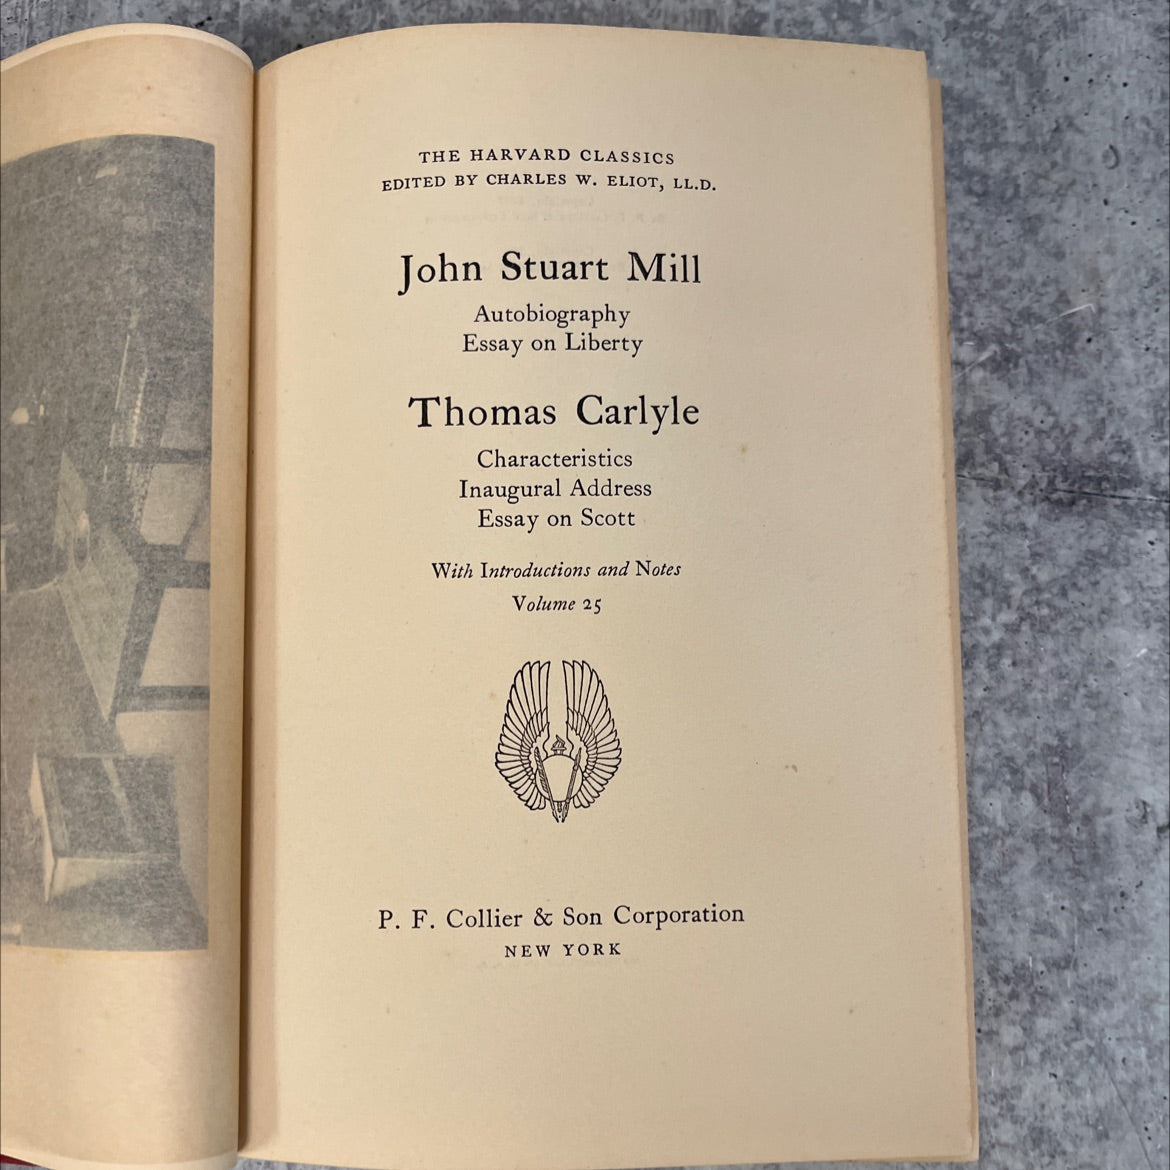 THE HARVARD CLASSICS
EDITED BY CHARLES W. ELIOT, LL.D.
John Stuart Mill
Autobiography
Essay on Liberty
Thomas Carlyle
Characteristics
Inaugural Address
Essay on Scott
With Introductions and Notes
Volume 25
P. F. Collier & Son Corporation
NEW YORK